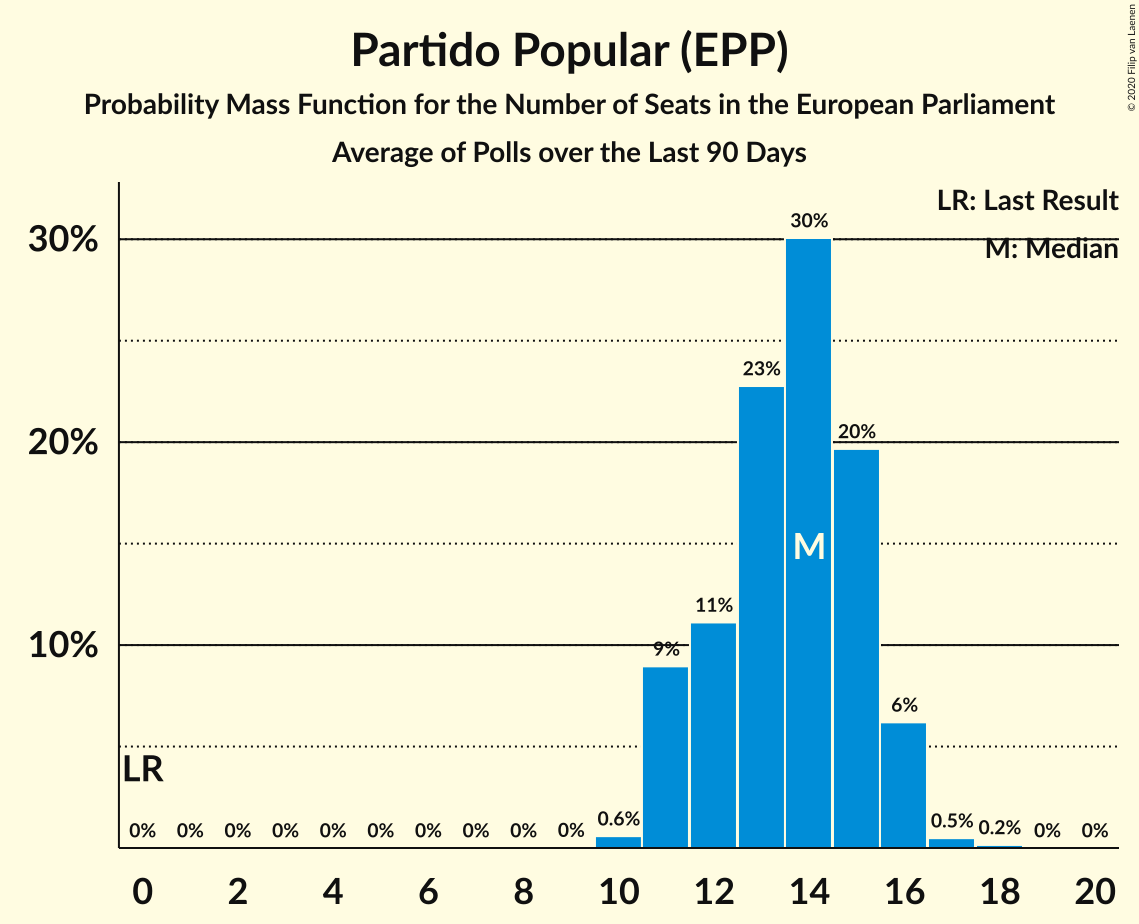 Partido Popular (EPP)
Probability Mass Function for the Number of Seats in the European Parliament
Average of Polls over the Last 90 Days
© 2020 Filip van Laenen
LR: Last Result
M: Median
30%
20%
10%
30%
23%
20%
11%
9%
6%
M
LR
0% 0% 0% 0% 0% 0% 0% 0% 0% 0% 0.6% 0.5% 0.2% 0% 0%
0 2 4 6 8 10 12 14 16 18 20